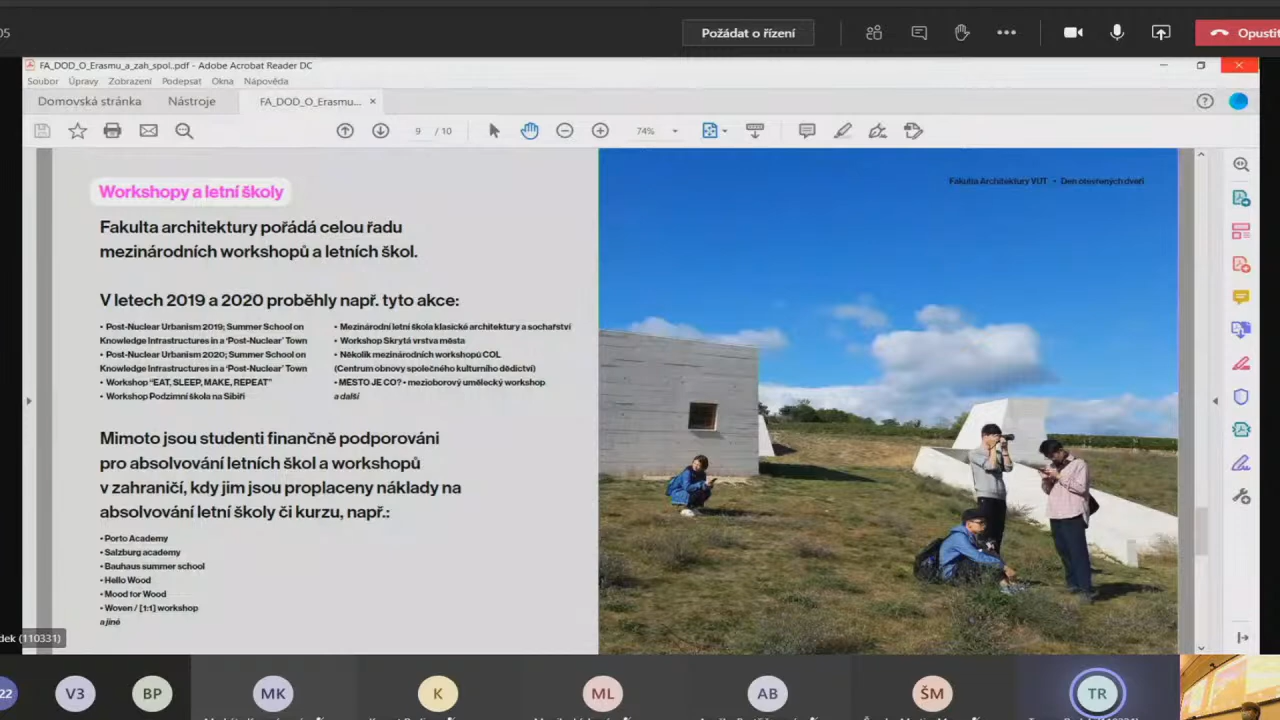 05
Požádat o řízení
Opustit
FA_DOD_O_Erasmu_a_zah_spol..pdf - Adobe Acrobat Reader DC
Soubor Úpravy Zobrazení Podepsat Okna Nápověda
Domovská stránka Nástroje FA_DOD_O_Erasmu...
9 / 10 74%
Fakulta Architektury VUT • Den otevřených dveří
Workshopy a letní školy
Fakulta architektury pořádá celou řadu
mezinárodních workshopů a letních škol.
V letech 2019 a 2020 proběhly např. tyto akce:
• Post-Nuclear Urbanism 2019; Summer School on
Knowledge Infrastructures in a 'Post-Nuclear' Town
• Post-Nuclear Urbanism 2020; Summer School on
Knowledge Infrastructures in a 'Post-Nuclear' Town
• Workshop "EAT, SLEEP, MAKE, REPEAT"
• Workshop Podzimní škola na Sibiři
• Mezinárodní letní škola klasické architektury a sochařství
• Workshop Skrytá vrstva města
• Několik mezinárodních workshopů COL
(Centrum obnovy společného kulturního dědictví)
• MĚSTO JE CO? • mezioborový umělecký workshop
a další
Mimoto jsou studenti finančně podporováni
pro absolvování letních škol a workshopů
v zahraničí, kdy jim jsou proplaceny náklady na
absolvování letní školy či kurzu, např.:
• Porto Academy
• Salzburg academy
• Bauhaus summer school
• Hello Wood
• Mood for Wood
• Woven / [1:1] workshop
a jiné
dek (110331)
22 V3 BP MK K ML AB ŠM TR